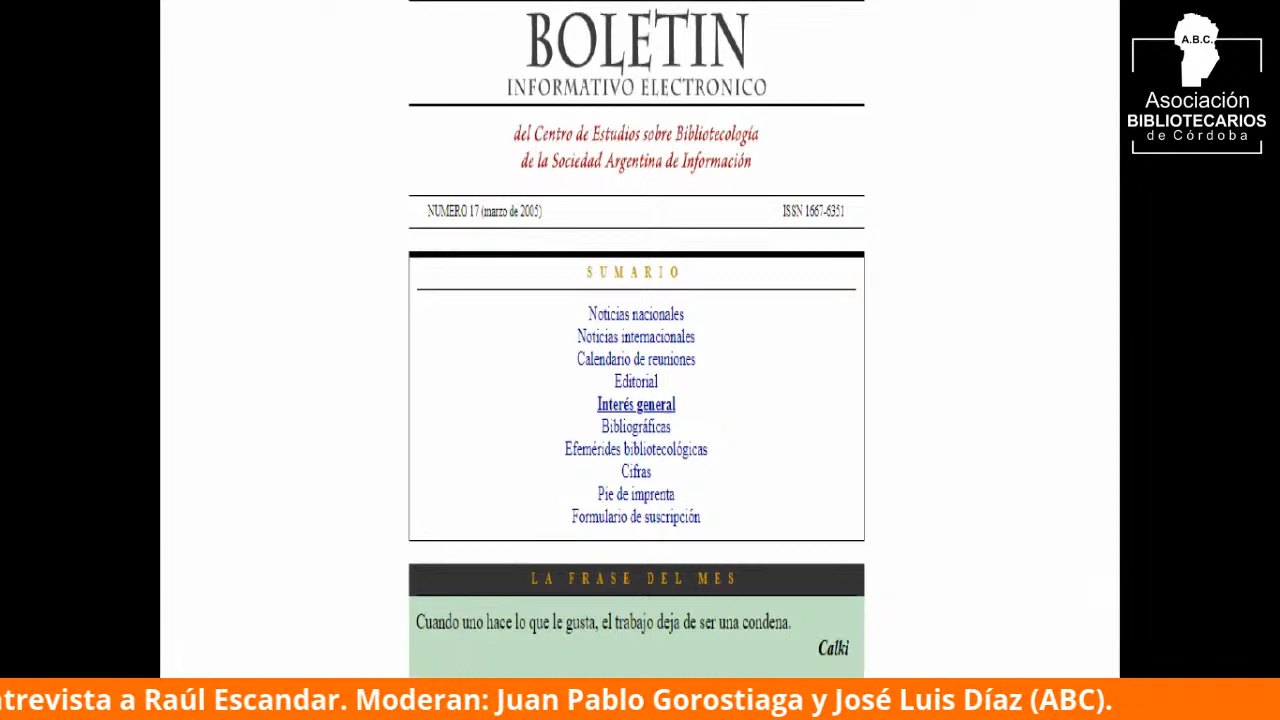 BOLETIN
INFORMATIVO ELECTRONICO
del Centro de Estudios sobre Bibliotecología
de la Sociedad Argentina de Información
NUMERO 17 (marzo de 2005)
ISSN 1667-6351
SUMARIO
Noticias nacionales
Noticias internacionales
Calendario de reuniones
Editorial
Interés general
Bibliográficas
Efemérides bibliotecológicas
Cifras
Pie de imprenta
Formulario de suscripción
LA FRASE DEL MES
Cuando uno hace lo que le gusta, el trabajo deja de ser una condena.
Calki
A.B.C.
Asociación
BIBLIOTECARIOS
de Córdoba
ntrevista a Raúl Escandar. Moderan: Juan Pablo Gorostiaga y José Luis Díaz (ABC).